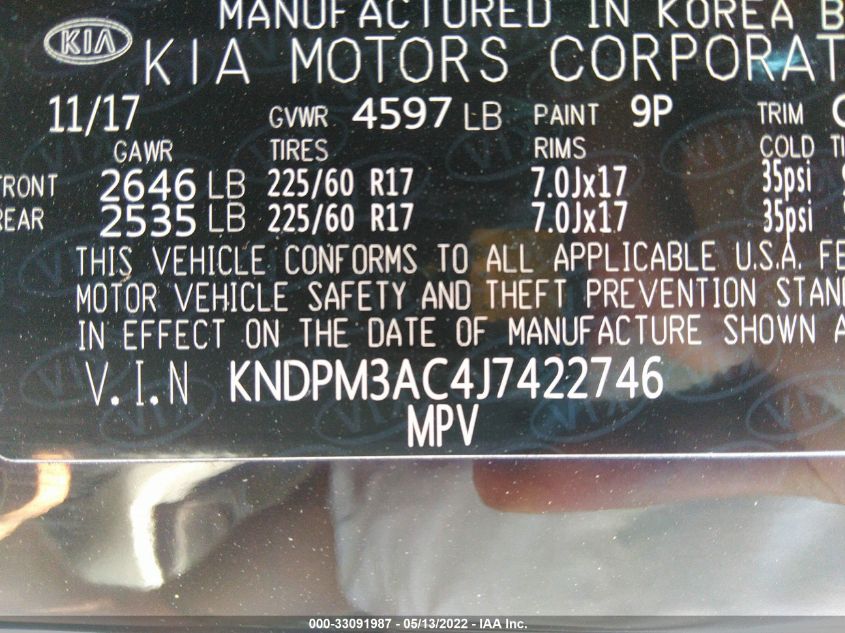 MANUFACTURED IN KOREA B
KIA
KIA MOTORS CORPORAT
11/17 GVWR 4597 LB PAINT 9P TRIM
GAWR TIRES RIMS COLD
FRONT 2646 LB 225/60 R17 7.0Jx17 35psi
REAR 2535 LB 225/60 R17 7.0Jx17 35psi
THIS VEHICLE CONFORMS TO ALL APPLICABLE U.S.A. FE
MOTOR VEHICLE SAFETY AND THEFT PREVENTION STAN
IN EFFECT ON THE DATE OF MANUFACTURE SHOWN A
V.I.N KNDPM3AC4J7422746
MPV
000-33091987 - 05/13/2022 - IAA Inc.